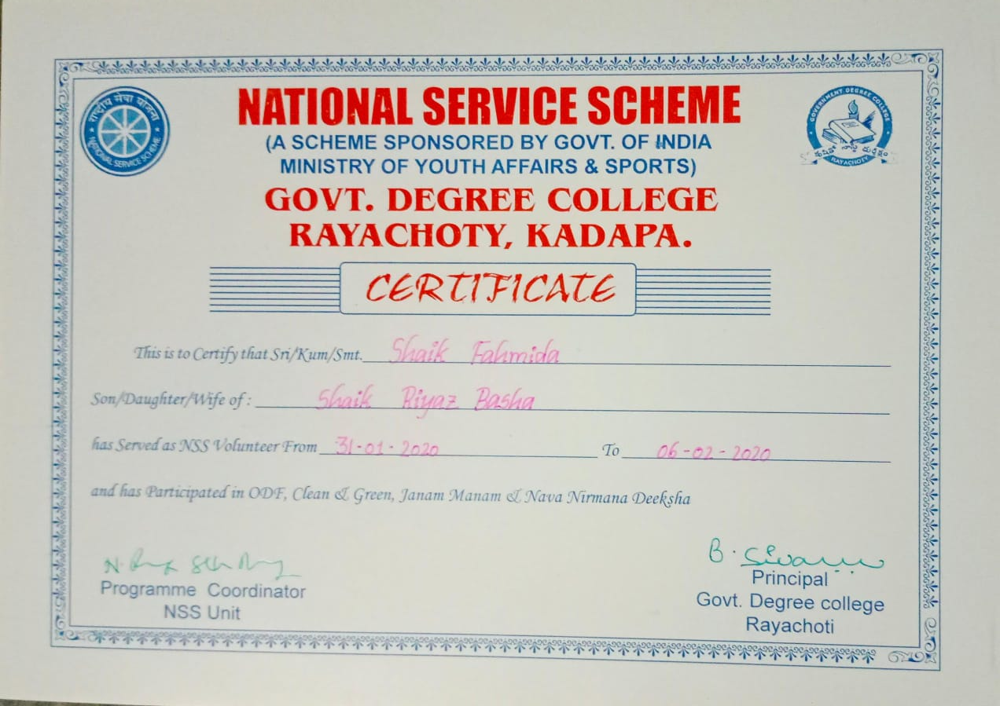 राष्ट्रीय सेवा योजना
NATIONAL SERVICE SCHEME
NATIONAL SERVICE SCHEME
(A SCHEME SPONSORED BY GOVT. OF INDIA
MINISTRY OF YOUTH AFFAIRS & SPORTS)
GOVERNMENT DEGREE COLLEGE
RAYACHOTY
GOVT. DEGREE COLLEGE
RAYACHOTY, KADAPA.
CERTIFICATE
This is to Certify that Sri/Kum/Smt. Shaik Fahmida
Son/Daughter/Wife of : Shaik Riyaz Basha
has Served as NSS Volunteer From 31-01-2020 To 06-02-2020
and has Participated in ODF, Clean & Green, Janam Manam & Nava Nirmana Deeksha
B. Sivaram
Programme Coordinator
NSS Unit
Principal
Govt. Degree college
Rayachoti